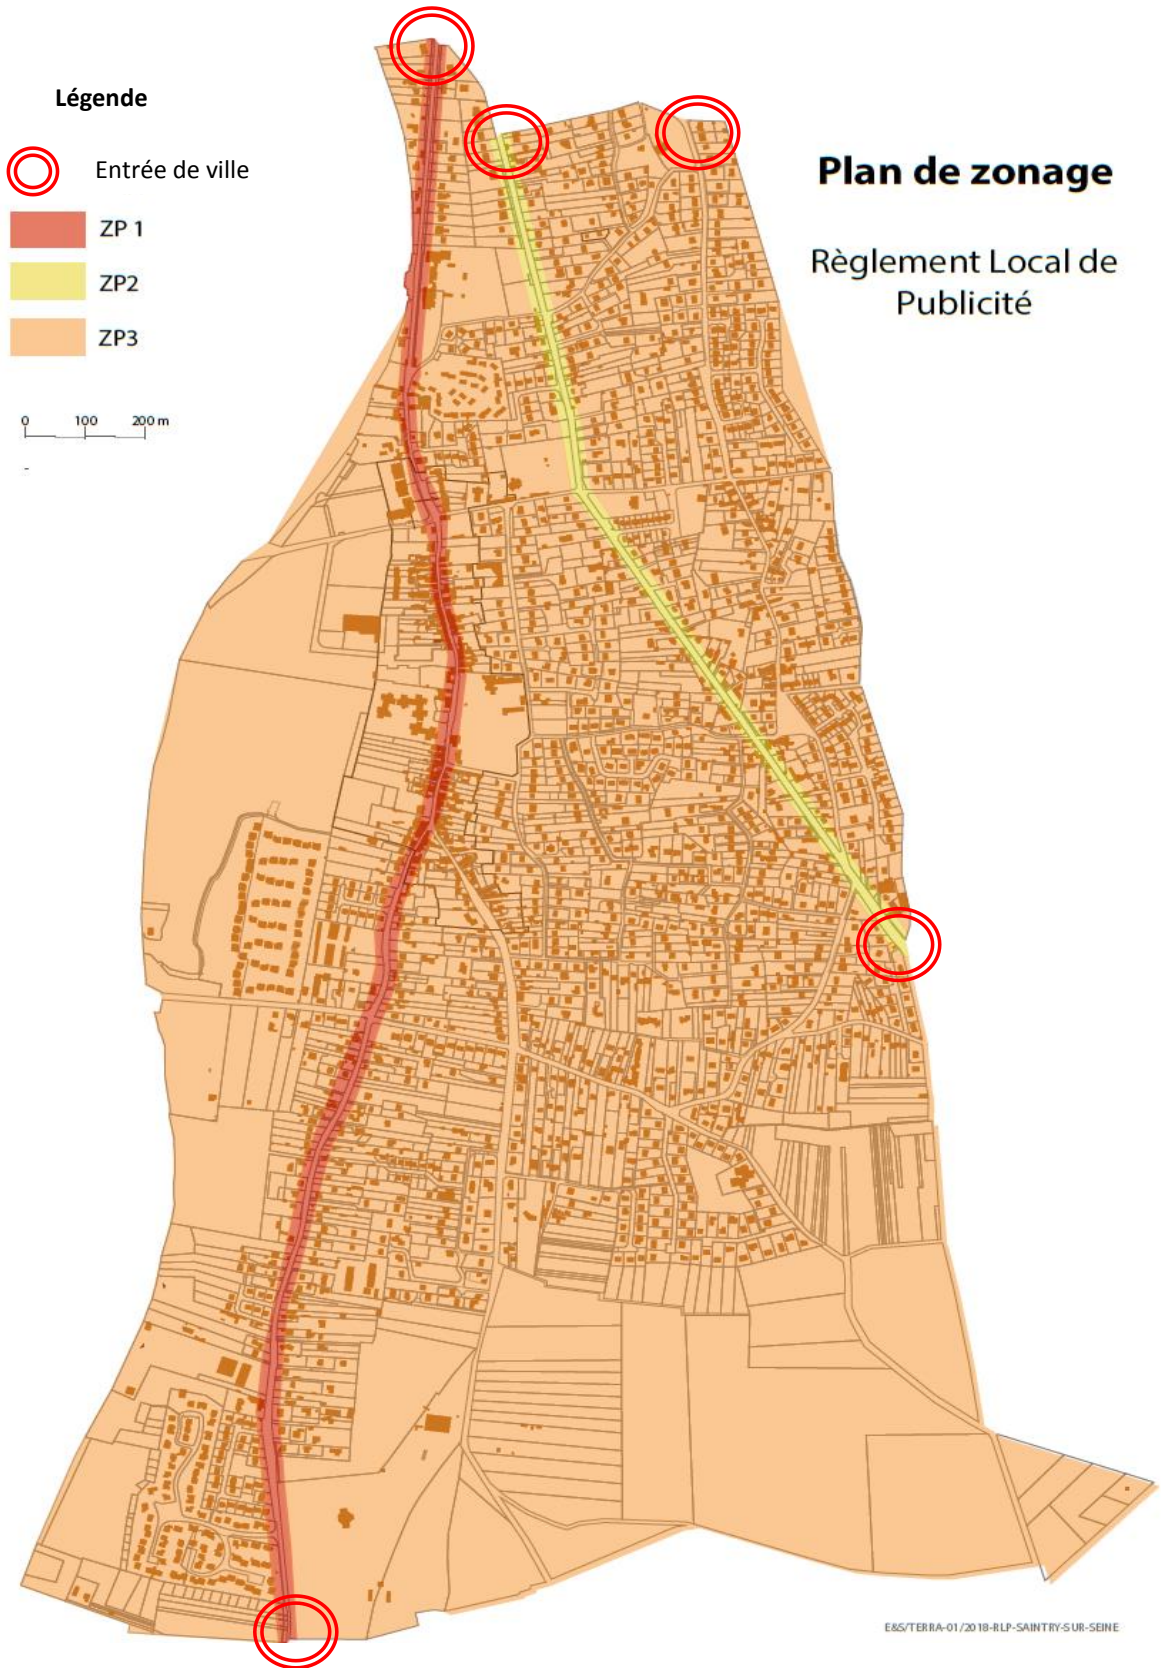 Légende
Entrée de ville
ZP 1
ZP2
ZP3
0 100 200 m
-
Plan de zonage
Règlement Local de
Publicité
E&S/TERRA-01/2018-RLP-SAINTRY-SUR-SEINE